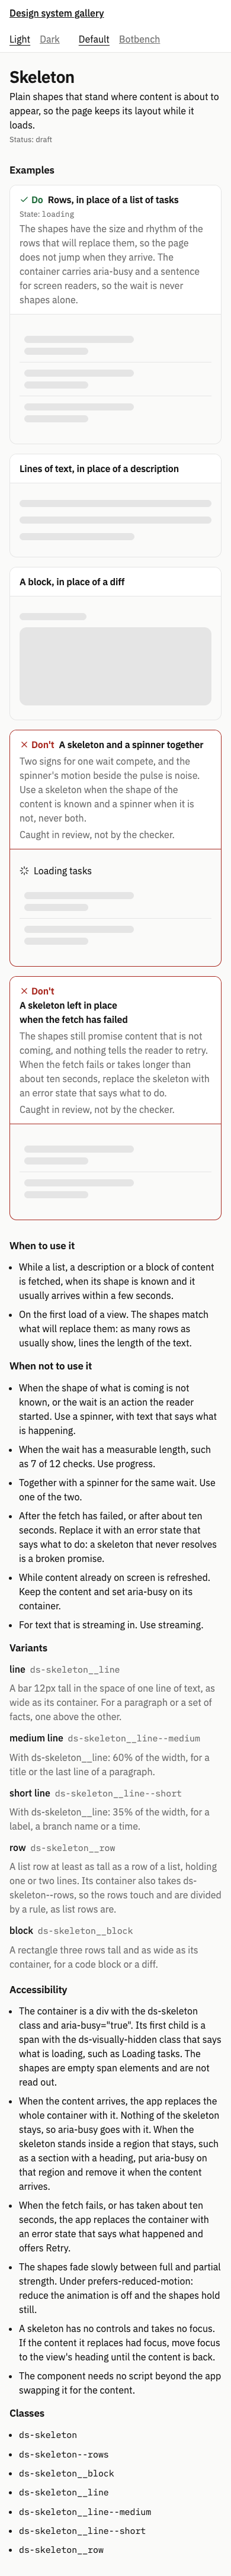 Design system gallery
Light Dark Default Botbench
Skeleton
Plain shapes that stand where content is about to
appear, so the page keeps its layout while it
loads.
Status: draft
Examples
Do Rows, in place of a list of tasks
State: loading
The shapes have the size and rhythm of the
rows that will replace them, so the page
does not jump when they arrive. The
container carries aria-busy and a sentence
for screen readers, so the wait is never
shapes alone.
Lines of text, in place of a description
A block, in place of a diff
Don't A skeleton and a spinner together
Two signs for one wait compete, and the
spinner's motion beside the pulse is noise.
Use a skeleton when the shape of the
content is known and a spinner when it is
not, never both.
Caught in review, not by the checker.
Loading tasks
Don't
A skeleton left in place
when the fetch has failed
The shapes still promise content that is not
coming, and nothing tells the reader to retry.
When the fetch fails or takes longer than
about ten seconds, replace the skeleton with
an error state that says what to do.
Caught in review, not by the checker.
When to use it
• While a list, a description or a block of content
is fetched, when its shape is known and it
usually arrives within a few seconds.
• On the first load of a view. The shapes match
what will replace them: as many rows as
usually show, lines the length of the text.
When not to use it
• When the shape of what is coming is not
known, or the wait is an action the reader
started. Use a spinner, with text that says what
is happening.
• When the wait has a measurable length, such
as 7 of 12 checks. Use progress.
• Together with a spinner for the same wait. Use
one of the two.
• After the fetch has failed, or after about ten
seconds. Replace it with an error state that
says what to do: a skeleton that never resolves
is a broken promise.
• While content already on screen is refreshed.
Keep the content and set aria-busy on its
container.
• For text that is streaming in. Use streaming.
Variants
line ds-skeleton__line
A bar 12px tall in the space of one line of text, as
wide as its container. For a paragraph or a set of
facts, one above the other.
medium line ds-skeleton__line--medium
With ds-skeleton__line: 60% of the width, for a
title or the last line of a paragraph.
short line ds-skeleton__line--short
With ds-skeleton__line: 35% of the width, for a
label, a branch name or a time.
row ds-skeleton__row
A list row at least as tall as a row of a list, holding
one or two lines. Its container also takes ds-
skeleton--rows, so the rows touch and are divided
by a rule, as list rows are.
block ds-skeleton__block
A rectangle three rows tall and as wide as its
container, for a code block or a diff.
Accessibility
• The container is a div with the ds-skeleton
class and aria-busy="true". Its first child is a
span with the ds-visually-hidden class that says
what is loading, such as Loading tasks. The
shapes are empty span elements and are not
read out.
• When the content arrives, the app replaces the
whole container with it. Nothing of the skeleton
stays, so aria-busy goes with it. When the
skeleton stands inside a region that stays, such
as a section with a heading, put aria-busy on
that region and remove it when the content
arrives.
• When the fetch fails, or has taken about ten
seconds, the app replaces the container with
an error state that says what happened and
offers Retry.
• The shapes fade slowly between full and partial
strength. Under prefers-reduced-motion:
reduce the animation is off and the shapes hold
still.
• A skeleton has no controls and takes no focus.
If the content it replaces had focus, move focus
to the view's heading until the content is back.
• The component needs no script beyond the app
swapping it for the content.
Classes
• ds-skeleton
• ds-skeleton--rows
• ds-skeleton__block
• ds-skeleton__line
• ds-skeleton__line--medium
• ds-skeleton__line--short
• ds-skeleton__row